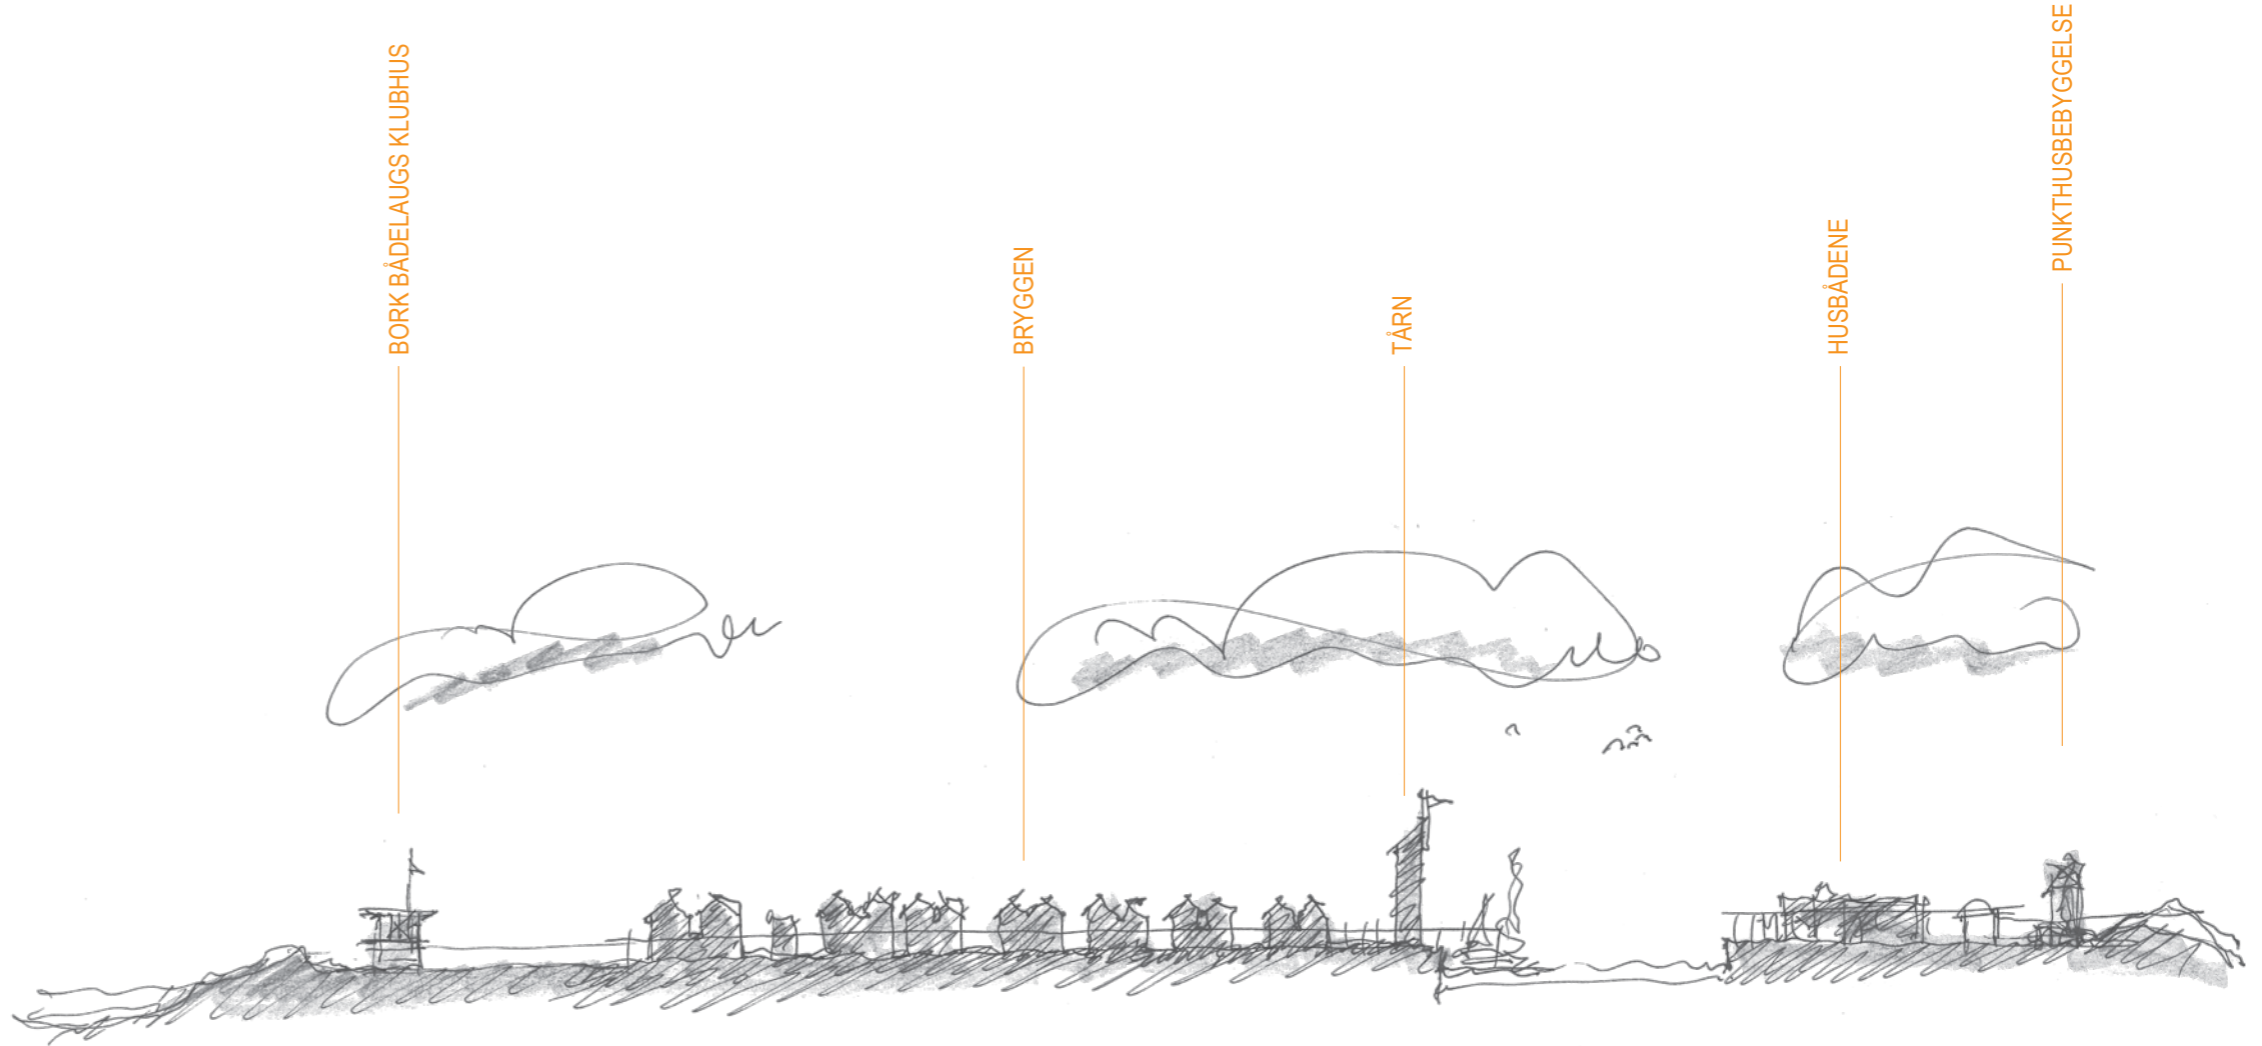 BORK BÅDELAUGS KLUBHUS
BRYGGEN
TÅRN
HUSBÅDENE
PUNKTHUSBEBYGGELSE